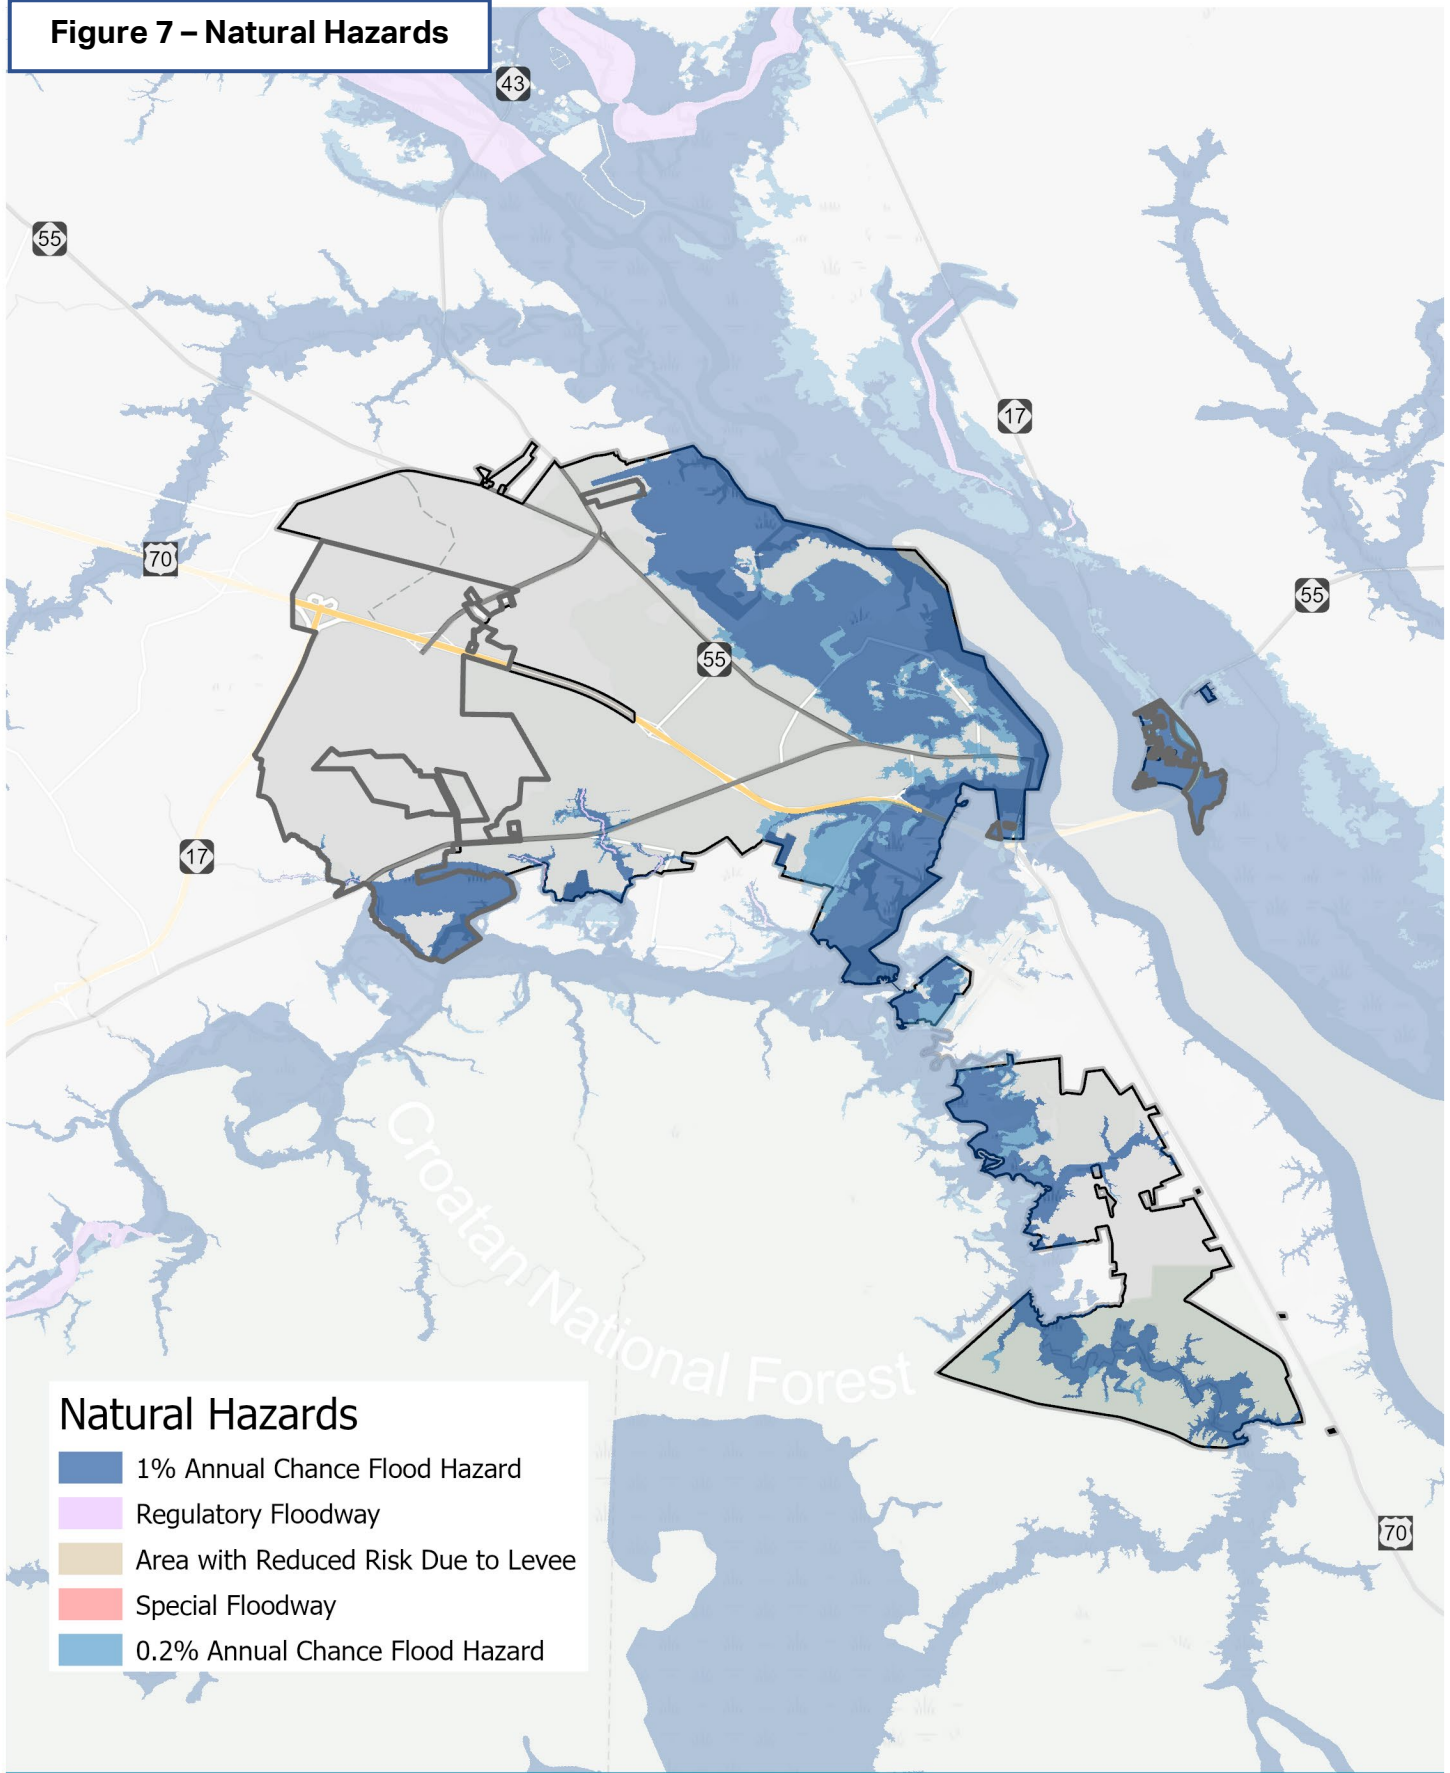 Figure 7 – Natural Hazards
43
55
17
70
55
55
17
Croatan National Forest
Natural Hazards
1% Annual Chance Flood Hazard
Regulatory Floodway
Area with Reduced Risk Due to Levee
Special Floodway
0.2% Annual Chance Flood Hazard
70